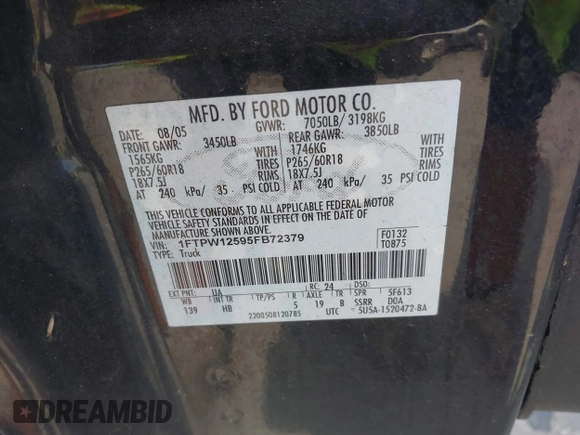 MFD. BY FORD MOTOR CO.
DATE: 08/05 GVWR: 7050LB/ 3198KG
FRONT GAWR: 3450LB REAR GAWR: 3850LB
1565KG WITH 1746KG WITH
P265/60R18 TIRES P265/60R18 TIRES
18X7.5J RIMS 18X7.5J RIMS
AT 240 kPa/ 35 PSI COLD AT 240 kPa/ 35 PSI COLD
THIS VEHICLE CONFORMS TO ALL APPLICABLE FEDERAL MOTOR
VEHICLE SAFETY STANDARDS IN EFFECT ON THE DATE OF
MANUFACTURE SHOWN ABOVE.
VIN: 1FTPW12595FB72379 F0132
TYPE: Truck T0875
EXT PNT: UA RC: 24 DSO:
WB INT TR TP/PS R AXLE TR SPR 5F613
139 HB 5 19 B SSRR D0A
2200508120785 UTC 5U5A-1520472-BA
DREAMBID